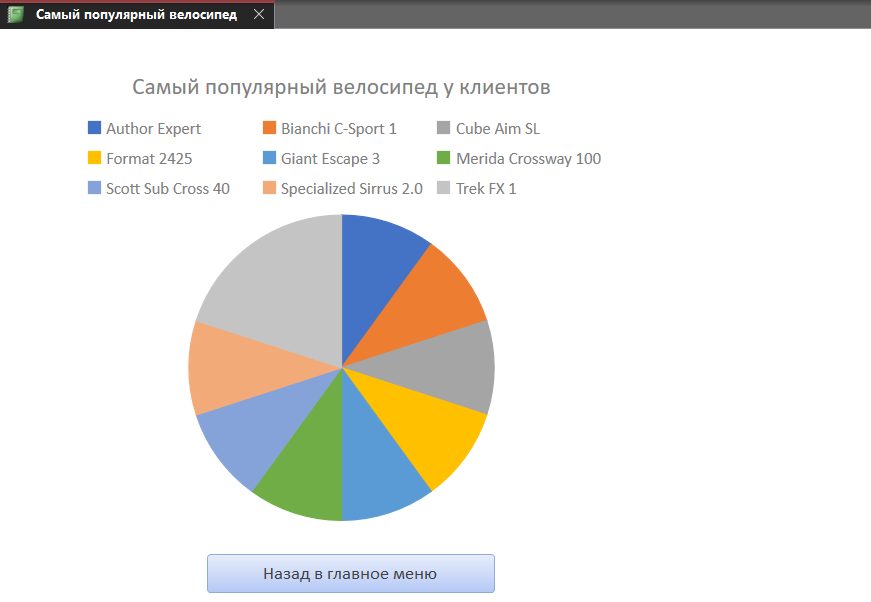 Самый популярный велосипед
Самый популярный велосипед у клиентов
Author Expert Bianchi C-Sport 1 Cube Aim SL
Format 2425 Giant Escape 3 Merida Crossway 100
Scott Sub Cross 40 Specialized Sirrus 2.0 Trek FX 1
Назад в главное меню